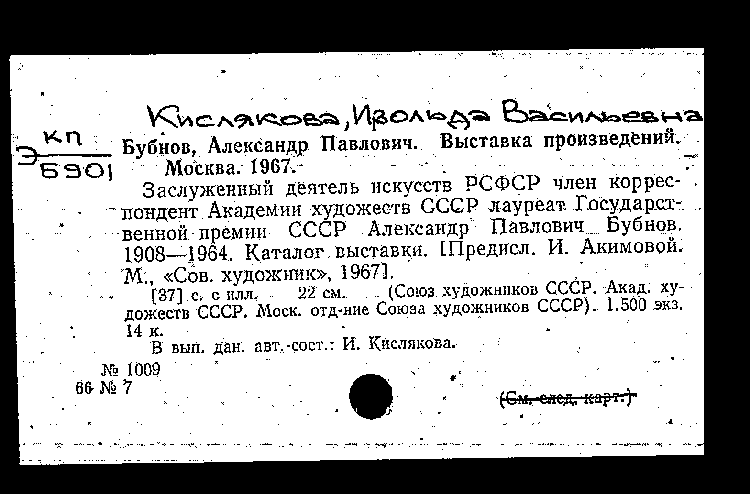 Кислякова, Изольда Васильевна
КП
Э 5901
Бубнов, Александр Павлович. Выставка произведений.
Москва. 1967.
Заслуженный деятель искусств РСФСР член коррес-
пондент Академии художеств СССР лауреат Государст-
венной премии СССР Александр Павлович Бубнов.
1908—1964. Каталог выставки. [Предисл. И. Акимовой.
М., «Сов. художник», 1967].
[37] с. с илл. 22 см. (Союз художников СССР. Акад. ху-
дожеств СССР. Моск. отд-ние Союза художников СССР). 1.500 экз.
14 к.
В вып. дан. авт.-сост.: И. Кислякова.
№ 1009
66 № 7
(См. след. карт.)